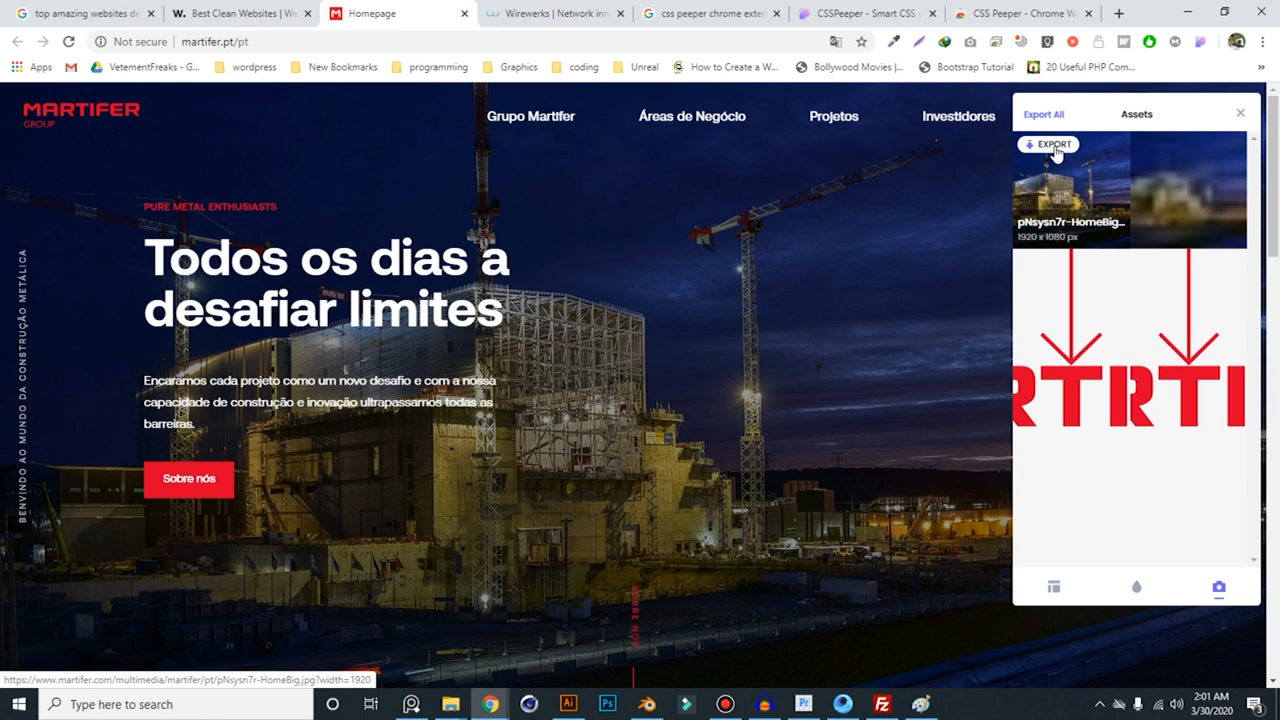 top amazing websites de
Best Clean Websites | We
Homepage
Wirewerks | Network inn
css peeper chrome exten
CSSPeeper - Smart CSS v
CSS Peeper - Chrome W
Not secure
martifer.pt/pt
Apps
VetementFreaks - G...
wordpress
New Bookmarks
programming
Graphics
coding
Unreal
How to Create a W...
Bollywood Movies |...
Bootstrap Tutorial
20 Useful PHP Com...
MARTIFER
GROUP
Grupo Martifer
Áreas de Negócio
Projetos
Investidores
Export All
Assets
EXPORT
pNsysn7r-HomeBig...
1920 x 1080 px
RT
RTI
PURE METAL ENTHUSIASTS
Todos os dias a
desafiar limites
Encaramos cada projeto como um novo desafio e com a nossa
capacidade de construção e inovação ultrapassamos todas as
barreiras.
Sobre nós
BENVINDO AO MUNDO DA CONSTRUÇÃO METÁLICA
SOBRE NÓS
https://www.martifer.com/multimedia/martifer/pt/pNsysn7r-HomeBig.jpg?width=1920
Type here to search
2:01 AM
3/30/2020